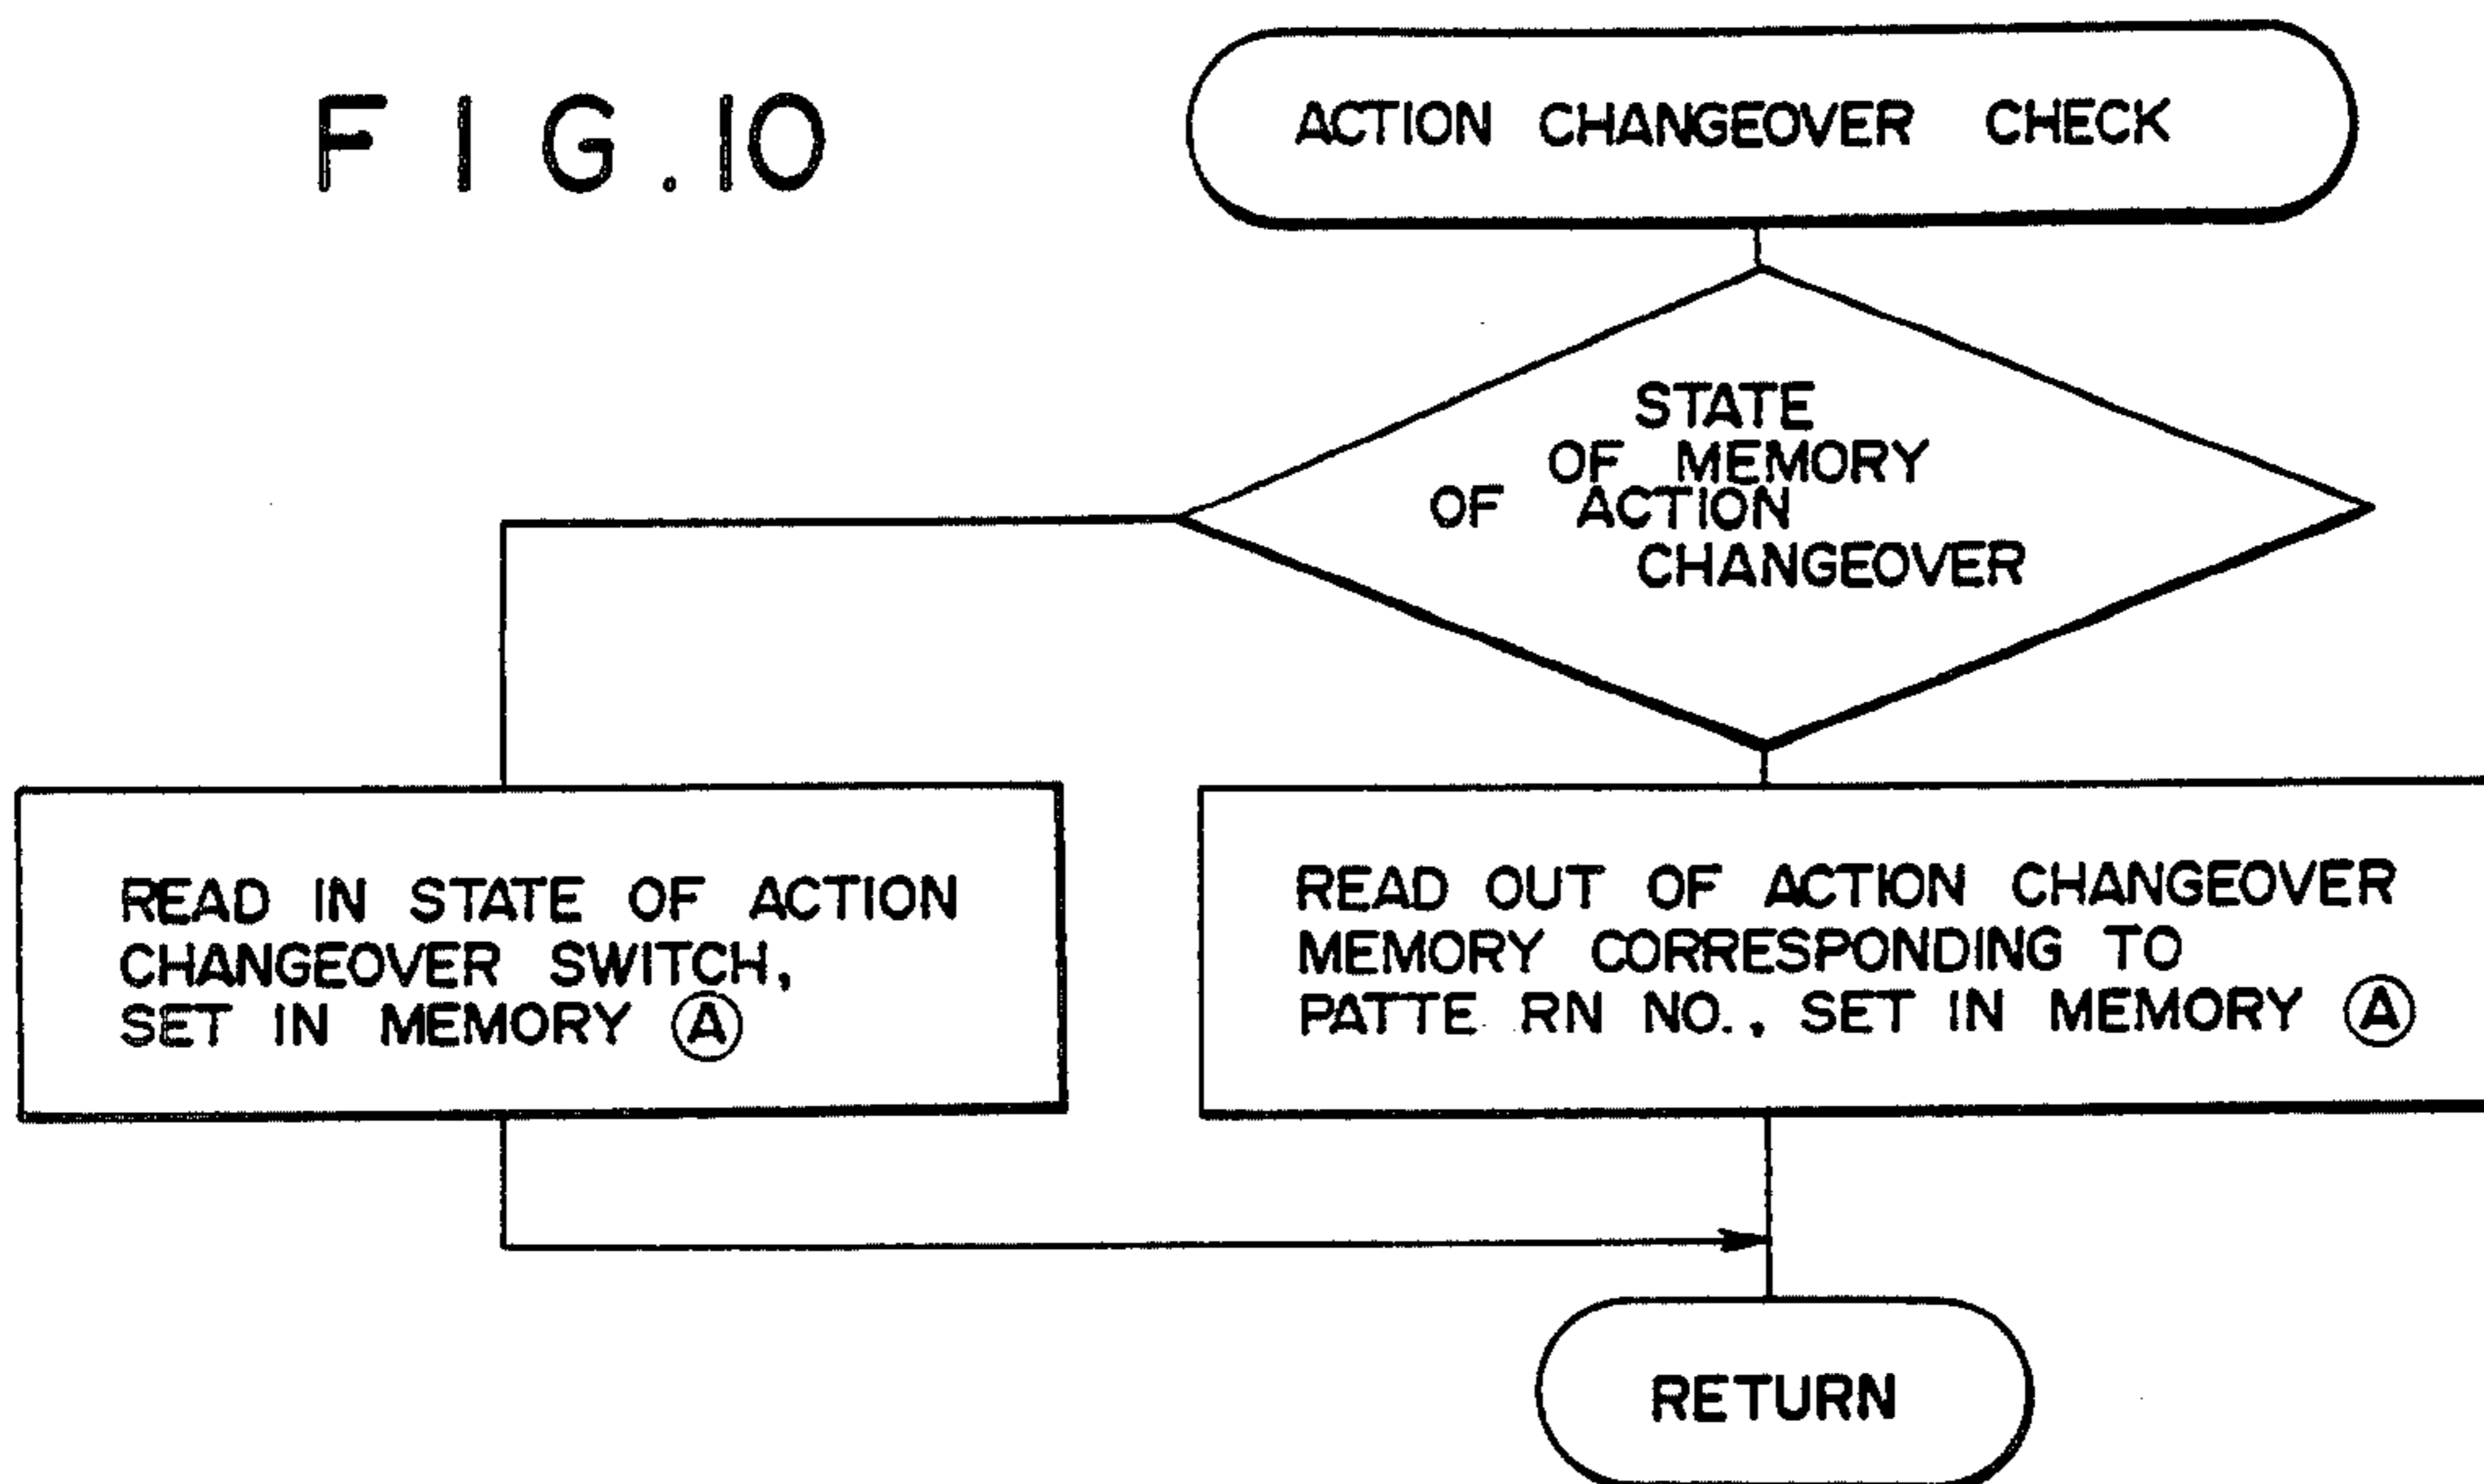 FIG.10
ACTION CHANGEOVER CHECK
STATE
OF MEMORY
OF ACTION
CHANGEOVER
READ IN STATE OF ACTION
CHANGEOVER SWITCH,
SET IN MEMORY Ⓐ
READ OUT OF ACTION CHANGEOVER
MEMORY CORRESPONDING TO
PATTE RN NO., SET IN MEMORY Ⓐ
RETURN